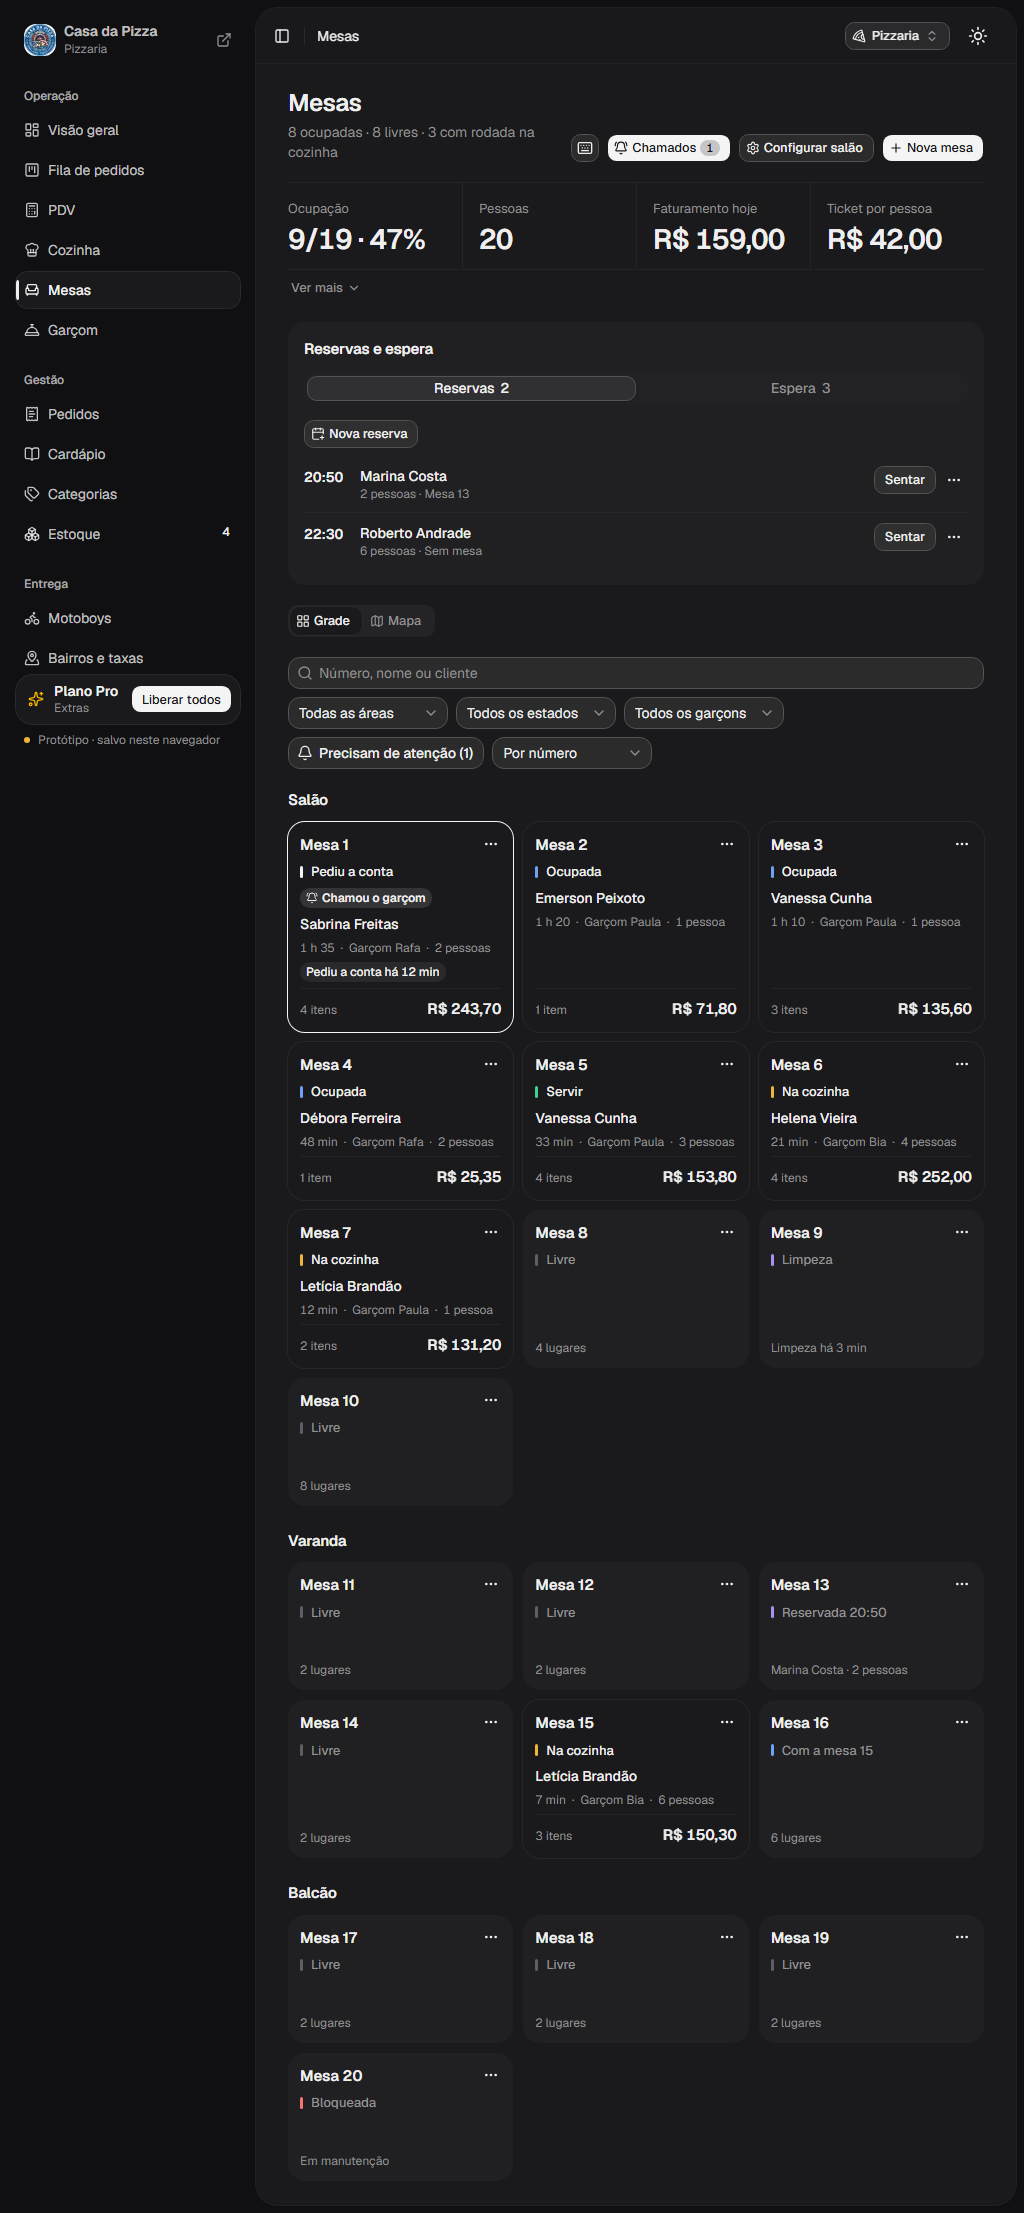 Casa da Pizza
Pizzaria
Operação
Visão geral
Fila de pedidos
PDV
Cozinha
Mesas
Garçom
Gestão
Pedidos
Cardápio
Categorias
Estoque 4
Entrega
Motoboys
Bairros e taxas
Plano Pro
Extras
Liberar todos
Protótipo · salvo neste navegador
Mesas
Pizzaria
Mesas
8 ocupadas · 8 livres · 3 com rodada na
cozinha
Chamados 1
Configurar salão
Nova mesa
Ocupação
9/19 · 47%
Pessoas
20
Faturamento hoje
R$ 159,00
Ticket por pessoa
R$ 42,00
Ver mais
Reservas e espera
Reservas 2
Espera 3
Nova reserva
20:50
Marina Costa
2 pessoas · Mesa 13
Sentar
22:30
Roberto Andrade
6 pessoas · Sem mesa
Sentar
Grade
Mapa
Número, nome ou cliente
Todas as áreas
Todos os estados
Todos os garçons
Precisam de atenção (1)
Por número
Salão
Mesa 1
Pediu a conta
Chamou o garçom
Sabrina Freitas
1 h 35 · Garçom Rafa · 2 pessoas
Pediu a conta há 12 min
4 itens
R$ 243,70
Mesa 2
Ocupada
Emerson Peixoto
1 h 20 · Garçom Paula · 1 pessoa
1 item
R$ 71,80
Mesa 3
Ocupada
Vanessa Cunha
1 h 10 · Garçom Paula · 1 pessoa
3 itens
R$ 135,60
Mesa 4
Ocupada
Débora Ferreira
48 min · Garçom Rafa · 2 pessoas
1 item
R$ 25,35
Mesa 5
Servir
Vanessa Cunha
33 min · Garçom Paula · 3 pessoas
4 itens
R$ 153,80
Mesa 6
Na cozinha
Helena Vieira
21 min · Garçom Bia · 4 pessoas
4 itens
R$ 252,00
Mesa 7
Na cozinha
Letícia Brandão
12 min · Garçom Paula · 1 pessoa
2 itens
R$ 131,20
Mesa 8
Livre
4 lugares
Mesa 9
Limpeza
Limpeza há 3 min
Mesa 10
Livre
8 lugares
Varanda
Mesa 11
Livre
2 lugares
Mesa 12
Livre
2 lugares
Mesa 13
Reservada 20:50
Marina Costa · 2 pessoas
Mesa 14
Livre
2 lugares
Mesa 15
Na cozinha
Letícia Brandão
7 min · Garçom Bia · 6 pessoas
3 itens
R$ 150,30
Mesa 16
Com a mesa 15
6 lugares
Balcão
Mesa 17
Livre
2 lugares
Mesa 18
Livre
2 lugares
Mesa 19
Livre
2 lugares
Mesa 20
Bloqueada
Em manutenção